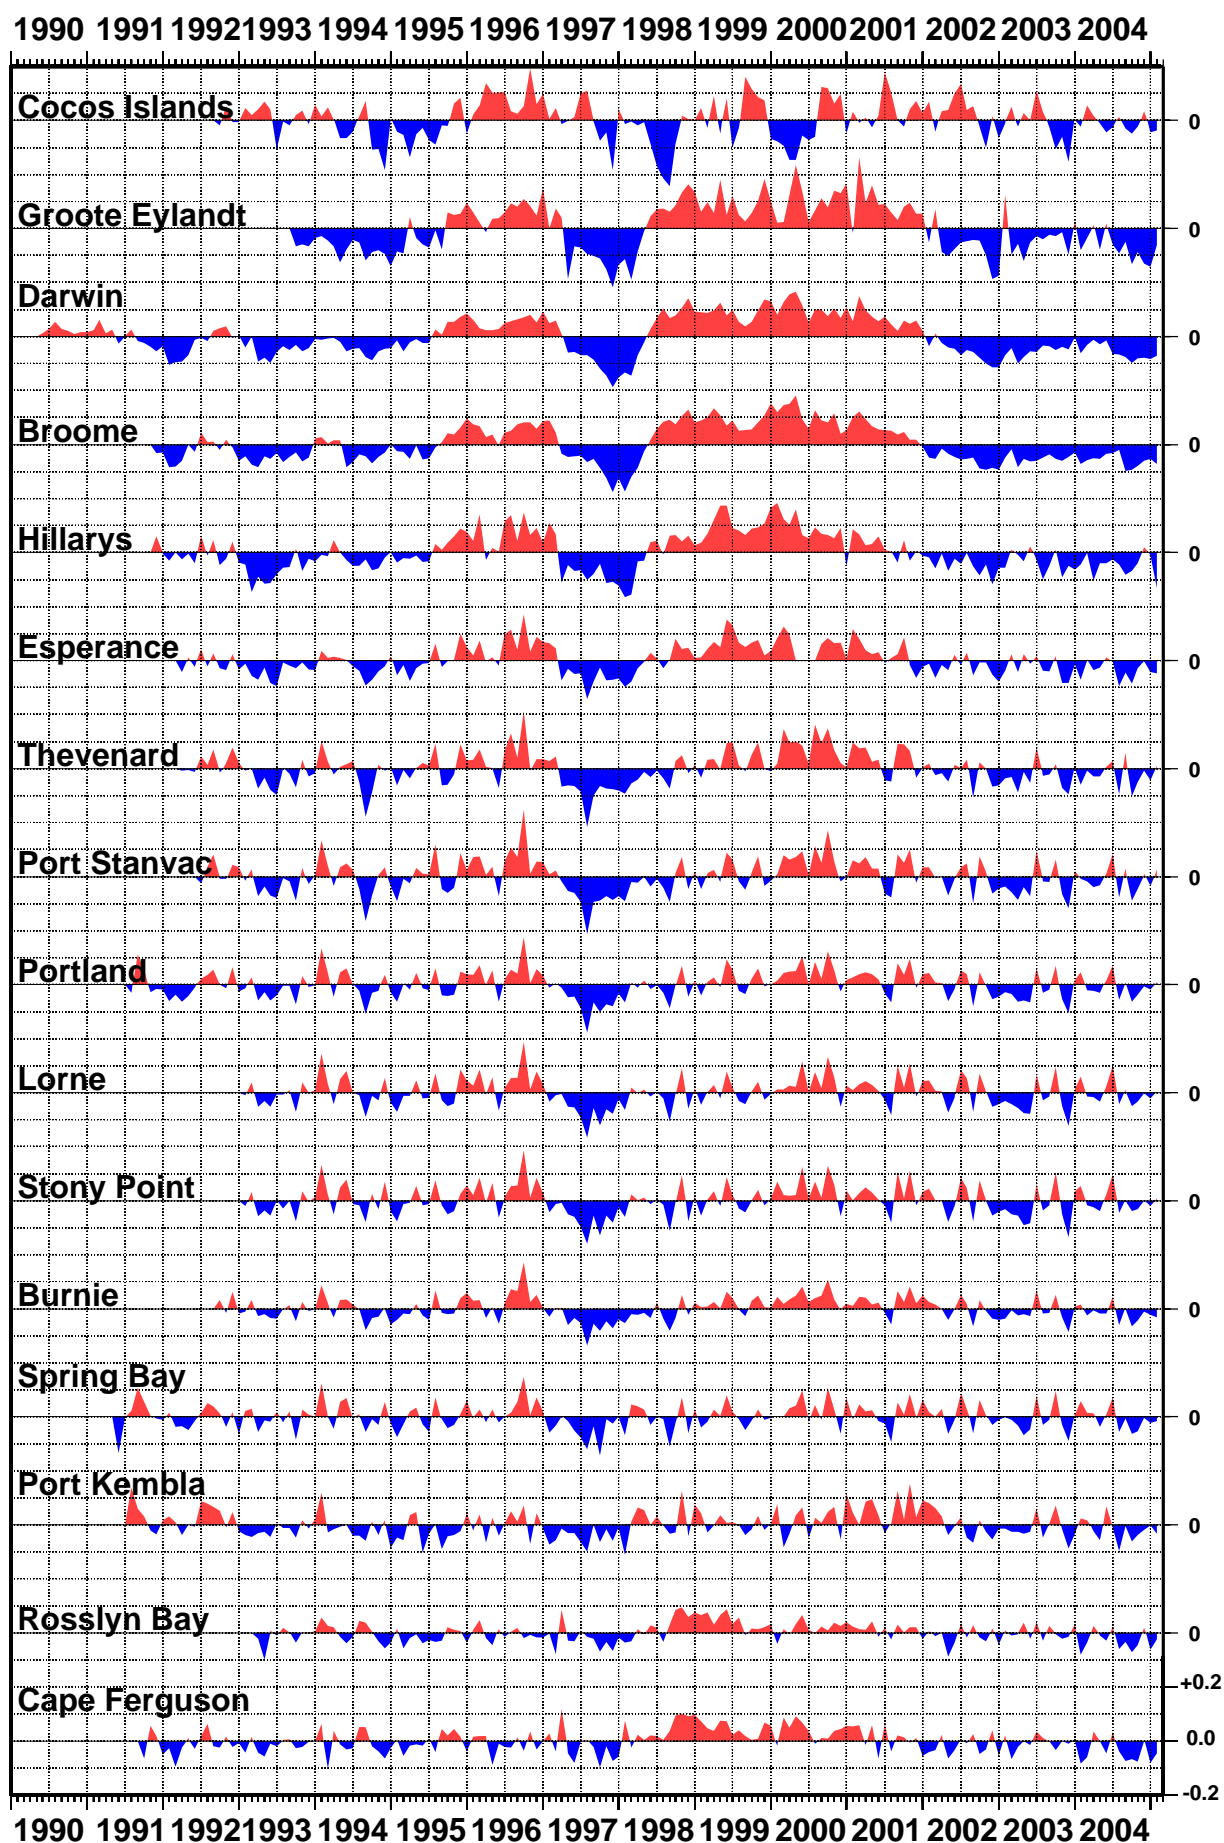 1990 1991 1992 1993 1994 1995 1996 1997 1998 1999 2000 2001 2002 2003 2004
Cocos Islands 0
Groote Eylandt 0
Darwin 0
Broome 0
Hillarys 0
Esperance 0
Thevenard 0
Port Stanvac 0
Portland 0
Lorne 0
Stony Point 0
Burnie 0
Spring Bay 0
Port Kembla 0
Rosslyn Bay 0
+0.2
Cape Ferguson 0.0
-0.2
1990 1991 1992 1993 1994 1995 1996 1997 1998 1999 2000 2001 2002 2003 2004